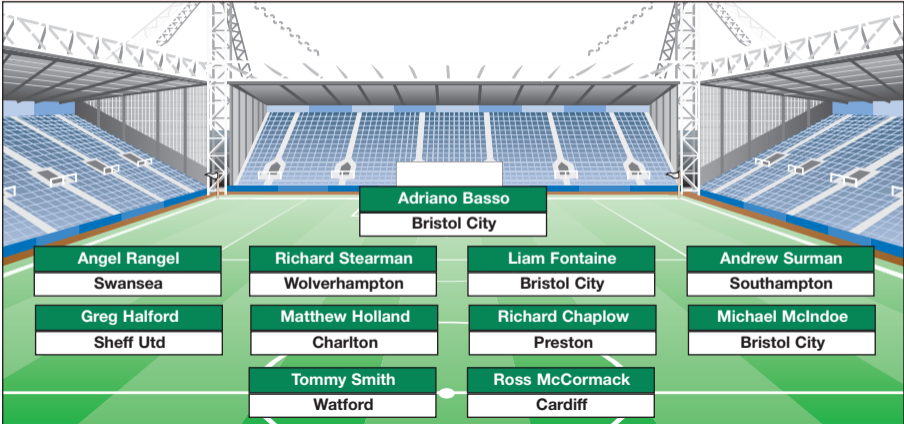 Adriano Basso
Bristol City
Angel Rangel
Swansea
Richard Stearman
Wolverhampton
Liam Fontaine
Bristol City
Andrew Surman
Southampton
Greg Halford
Sheff Utd
Matthew Holland
Charlton
Richard Chaplow
Preston
Michael McIndoe
Bristol City
Tommy Smith
Watford
Ross McCormack
Cardiff